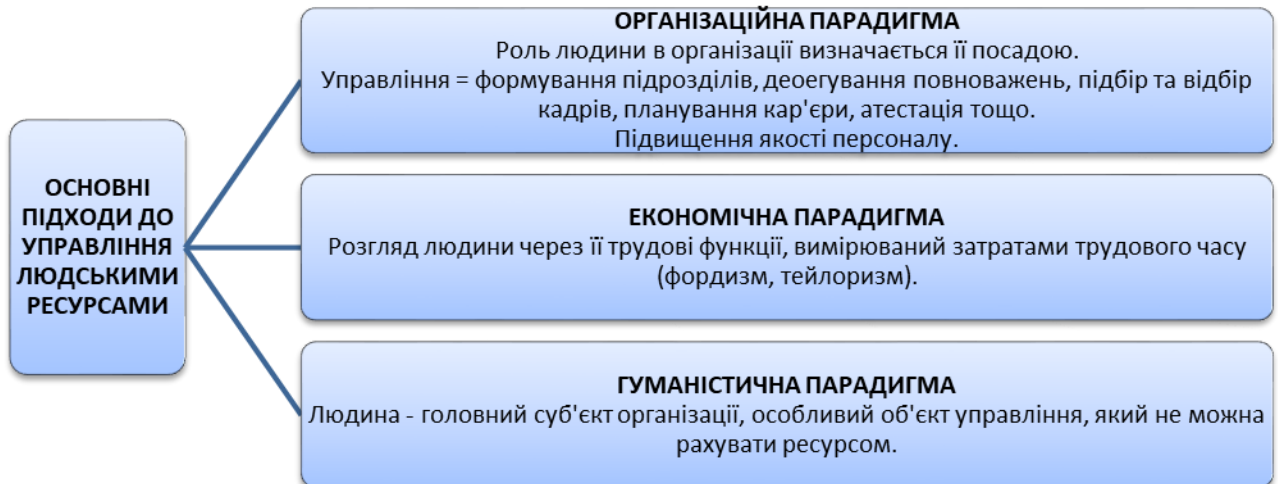 ОСНОВНІ
ПІДХОДИ ДО
УПРАВЛІННЯ
ЛЮДСЬКИМИ
РЕСУРСАМИ
ОРГАНІЗАЦІЙНА ПАРАДИГМА
Роль людини в організації визначається її посадою.
Управління = формування підрозділів, деоегування повноважень, підбір та відбір
кадрів, планування кар'єри, атестація тощо.
Підвищення якості персоналу.
ЕКОНОМІЧНА ПАРАДИГМА
Розгляд людини через її трудові функції, вимірюваний затратами трудового часу
(фордизм, тейлоризм).
ГУМАНІСТИЧНА ПАРАДИГМА
Людина - головний суб'єкт організації, особливий об'єкт управління, який не можна
рахувати ресурсом.